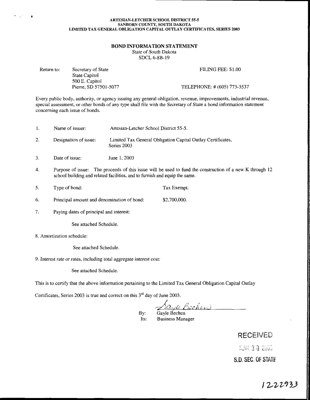 ARTESIAN-LETCHER SCHOOL DISTRICT 55-5
SANBORN COUNTY, SOUTH DAKOTA
LIMITED TAX GENERAL OBLIGATION CAPITAL OUTLAY CERTIFICATES, SERIES 2003
BOND INFORMATION STATEMENT
State of South Dakota
SDCL 6-8B-19
Return to: Secretary of State FILING FEE: $1.00
State Capitol
500 E. Capitol
Pierre, SD 57501-5077 TELEPHONE: # (605) 773-3537
Every public body, authority, or agency issuing any general obligation, revenue, improvements, industrial revenue,
special assessment, or other bonds of any type shall file with the Secretary of State a bond information statement
concerning each issue of bonds.
1. Name of issuer: Artesian-Letcher School District 55-5.
2. Designation of issue: Limited Tax General Obligation Capital Outlay Certificates,
Series 2003
3. Date of issue: June 1, 2003
4. Purpose of issue: The proceeds of this issue will be used to fund the construction of a new K through 12
school building and related facilities, and to furnish and equip the same.
5. Type of bond: Tax Exempt.
6. Principal amount and denomination of bond: $2,700,000.
7. Paying dates of principal and interest:
See attached Schedule.
8. Amortization schedule:
See attached Schedule.
9. Interest rate or rates, including total aggregate interest cost:
See attached Schedule.
This is to certify that the above information pertaining to the Limited Tax General Obligation Capital Outlay
Certificates, Series 2003 is true and correct on this 3rd day of June 2003.
Gayle Bechen
By: Gayle Bechen
Its: Business Manager
RECEIVED
S.D. SEC. OF STATE
1222933